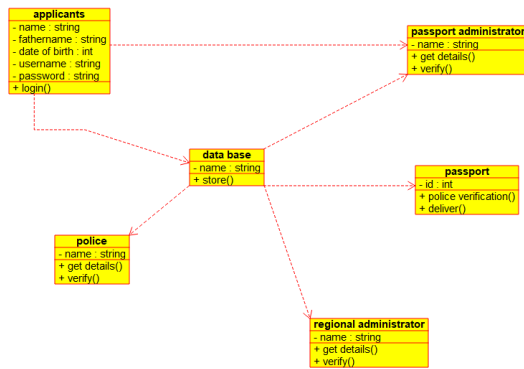 applicants
- name : string
- fathername : string
- date of birth : int
- username : string
- password : string
+ login()
passport administrator
- name : string
+ get details()
+ verify()
data base
- name : string
+ store()
passport
- id : int
+ police verification()
+ deliver()
police
- name : string
+ get details()
+ verify()
regional administrator
- name : string
+ get details()
+ verify()